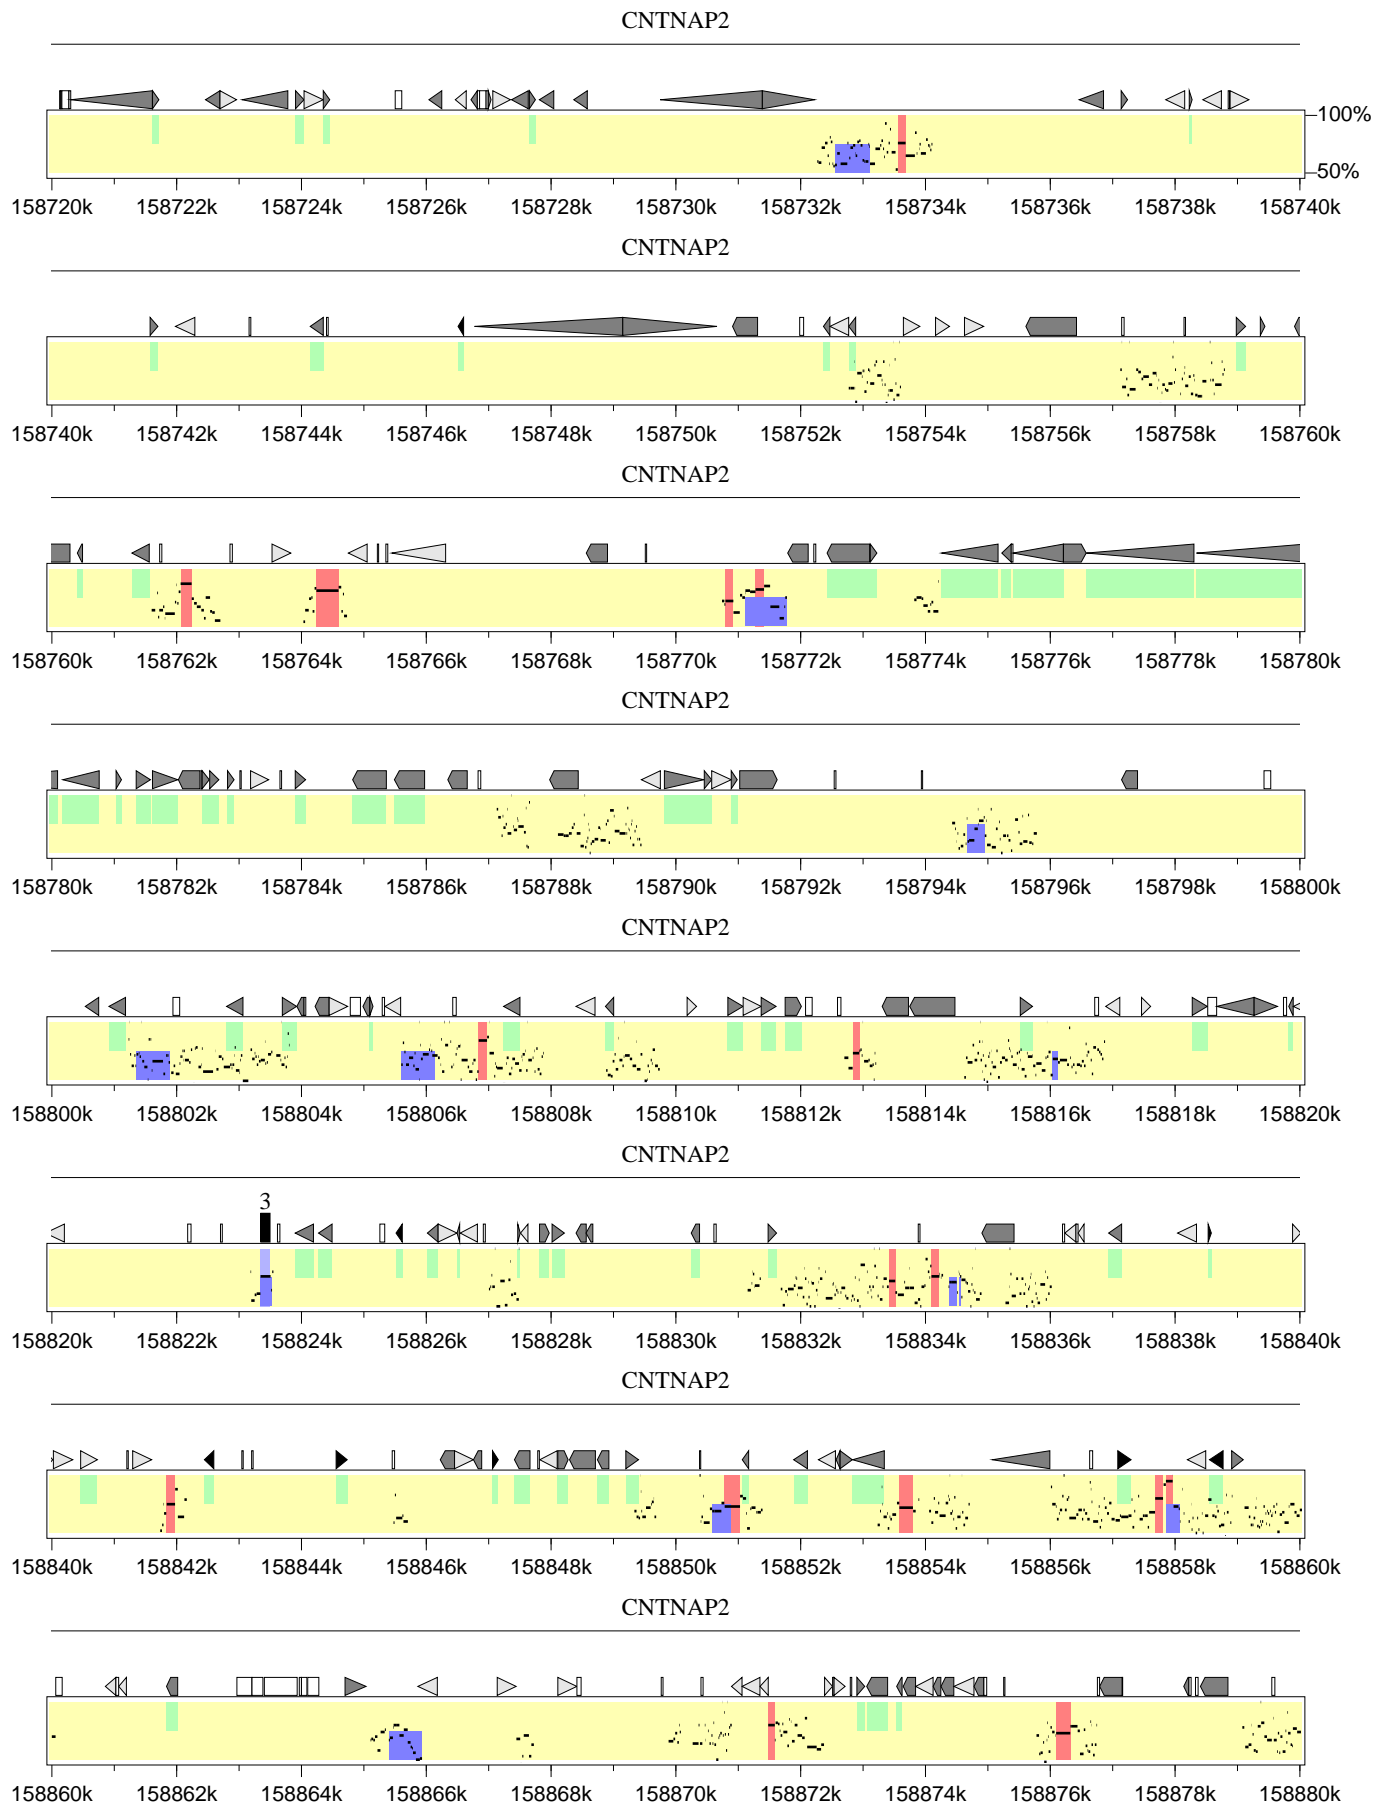 CNTNAP2
100%
50%
158720k 158722k 158724k 158726k 158728k 158730k 158732k 158734k 158736k 158738k 158740k
CNTNAP2
158740k 158742k 158744k 158746k 158748k 158750k 158752k 158754k 158756k 158758k 158760k
CNTNAP2
158760k 158762k 158764k 158766k 158768k 158770k 158772k 158774k 158776k 158778k 158780k
CNTNAP2
158780k 158782k 158784k 158786k 158788k 158790k 158792k 158794k 158796k 158798k 158800k
CNTNAP2
158800k 158802k 158804k 158806k 158808k 158810k 158812k 158814k 158816k 158818k 158820k
CNTNAP2
3
158820k 158822k 158824k 158826k 158828k 158830k 158832k 158834k 158836k 158838k 158840k
CNTNAP2
158840k 158842k 158844k 158846k 158848k 158850k 158852k 158854k 158856k 158858k 158860k
CNTNAP2
158860k 158862k 158864k 158866k 158868k 158870k 158872k 158874k 158876k 158878k 158880k